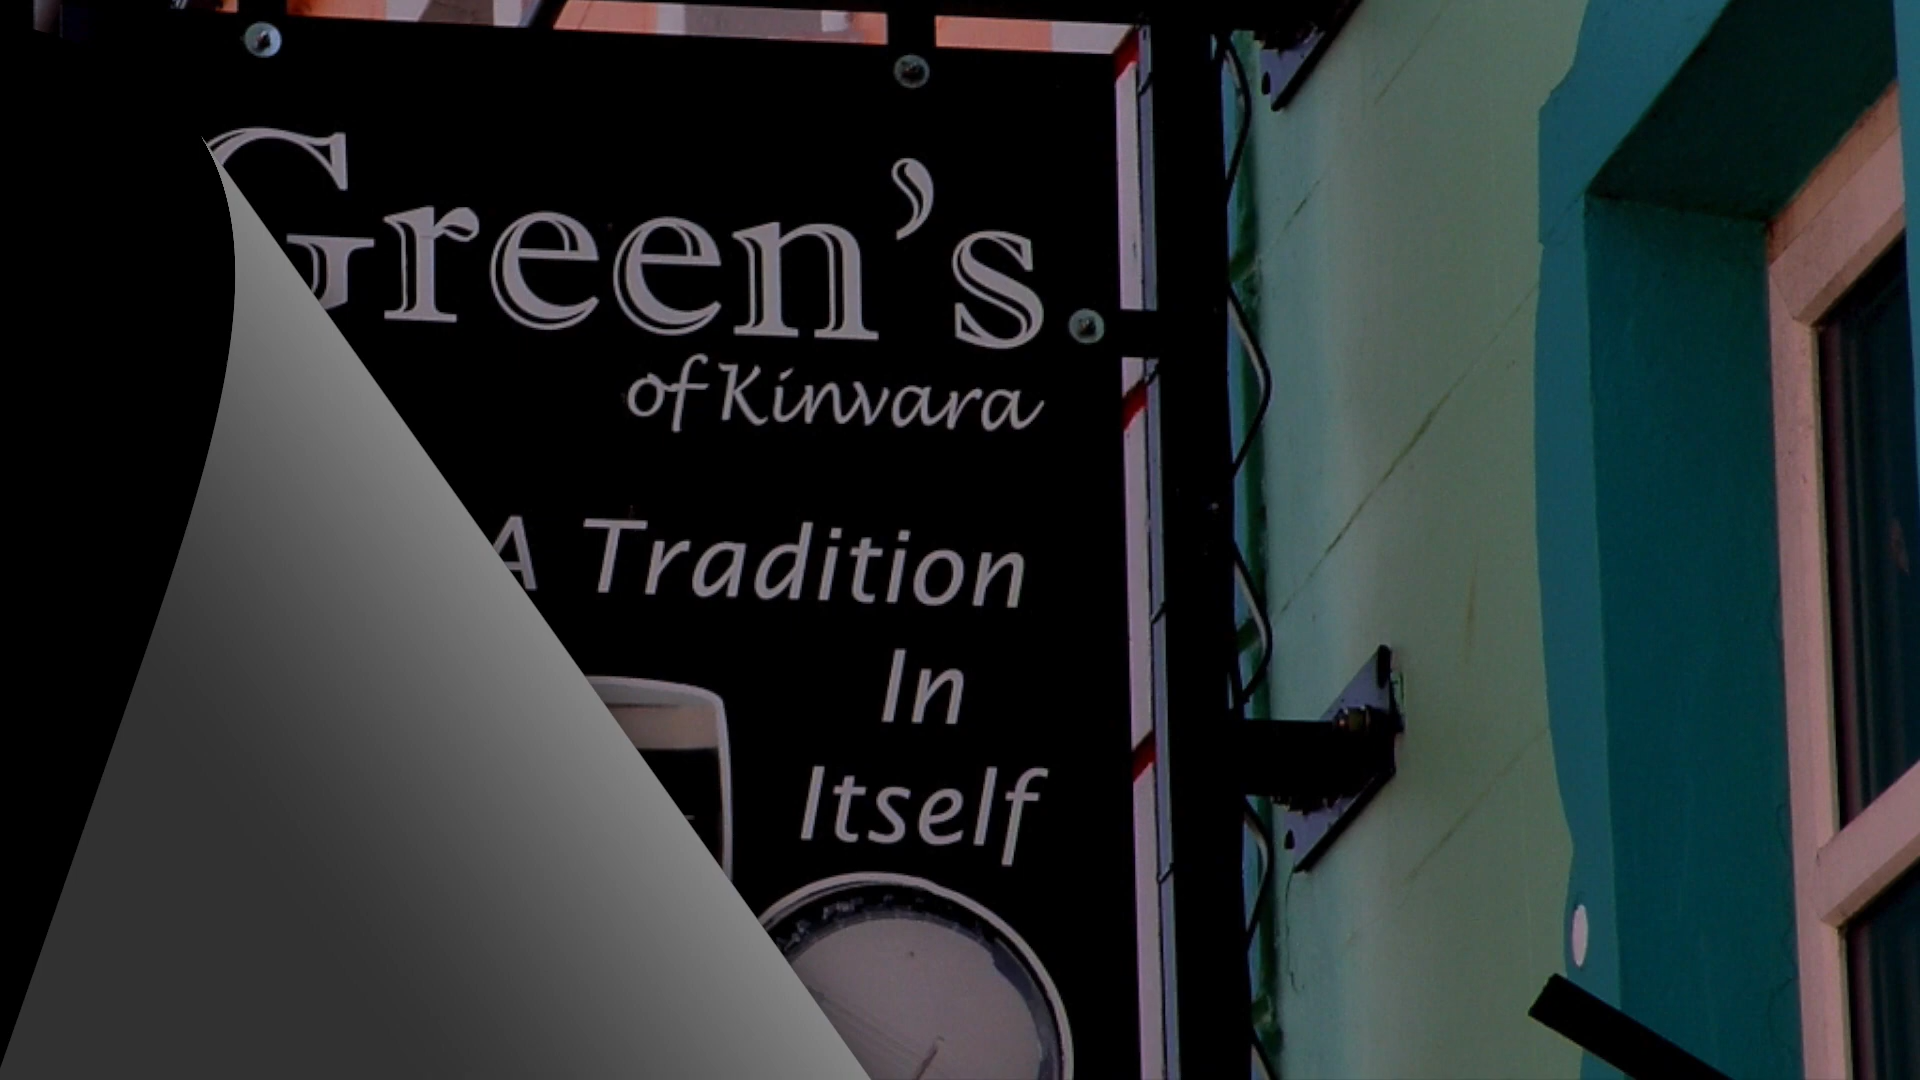 Green's
of Kinvara
A Tradition
In
Itself